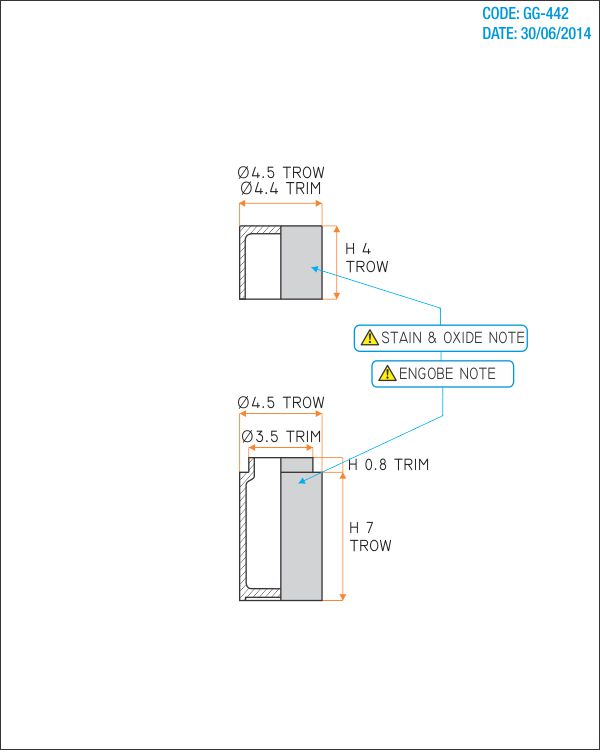 CODE: GG-442
DATE: 30/06/2014
Ø4.5 TROW
Ø4.4 TRIM
H 4
TROW
STAIN & OXIDE NOTE
ENGOBE NOTE
Ø4.5 TROW
Ø3.5 TRIM
H 0.8 TRIM
H 7
TROW